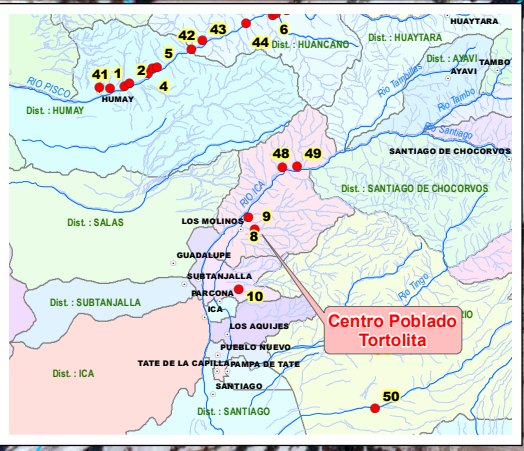 HUAYTARA
42
43
6
Dist. : HUAYTARA
44
Dist. : HUANCANO
5
Dist. : AYAVI
TAMBO
41
1
2
4
AYAVI
RIO PISCO
Rio Tambillos
Rio Tambo
HUMAY
Dist. : HUMAY
Rio Santiago
48
49
SANTIAGO DE CHOCORVOS
Dist. : SANTIAGO DE CHOCORVOS
RIO ICA
Dist. : SALAS
LOS MOLINOS
9
8
GUADALUPE
SUBTANJALLA
Rio Tingo
PARCONA
10
Dist. : SUBTANJALLA
ICA
Centro Poblado
Tortolita
RIO
LOS AQUIJES
PUEBLO NUEVO
TATE DE LA CAPILLA
PAMPA DE TATE
Dist. : ICA
SANTIAGO
50
Dist. : SANTIAGO